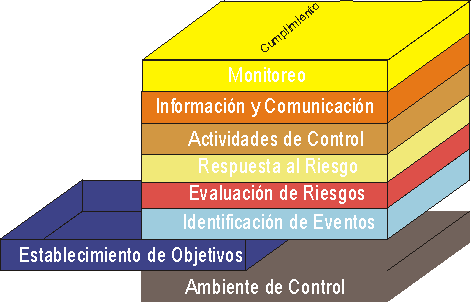 Cumplimiento
Monitoreo
Información y Comunicación
Actividades de Control
Respuesta al Riesgo
Evaluación de Riesgos
Identificación de Eventos
Establecimiento de Objetivos
Ambiente de Control